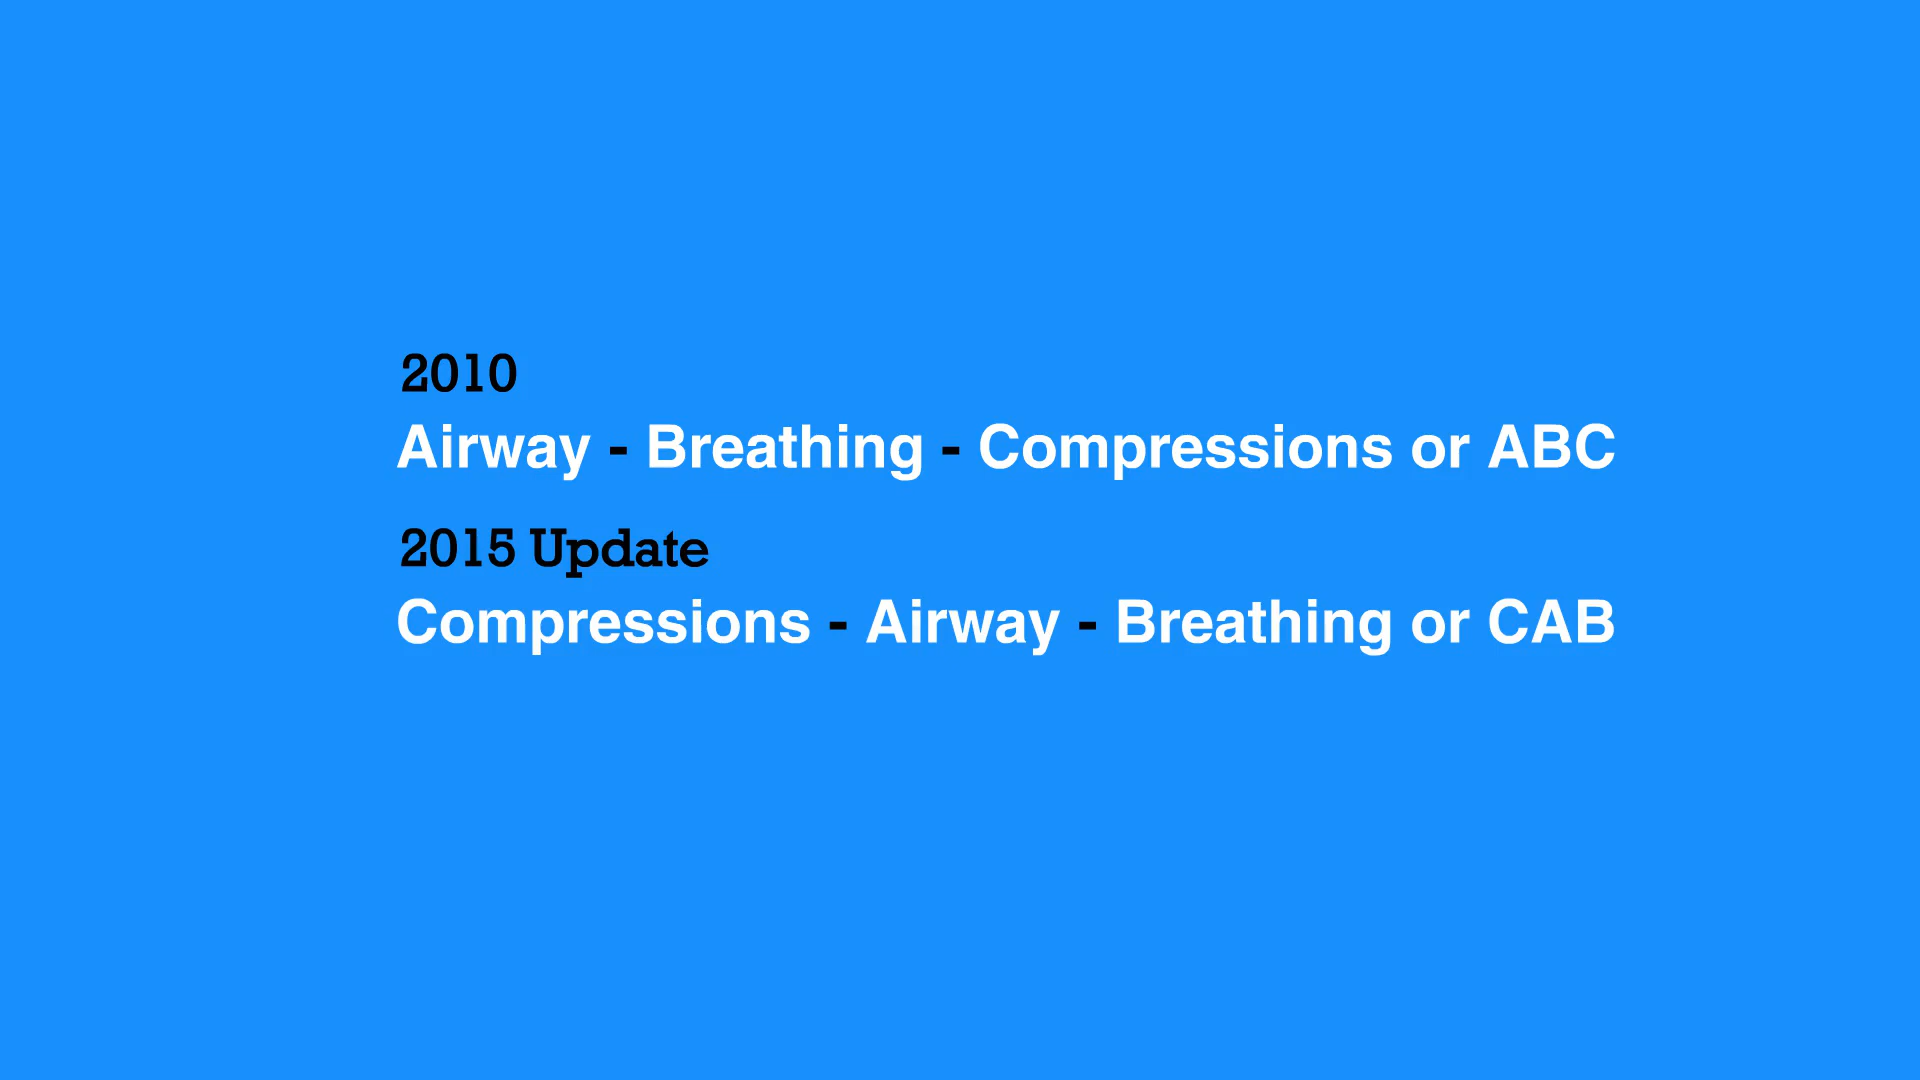 2010
Airway - Breathing - Compressions or ABC
2015 Update
Compressions - Airway - Breathing or CAB